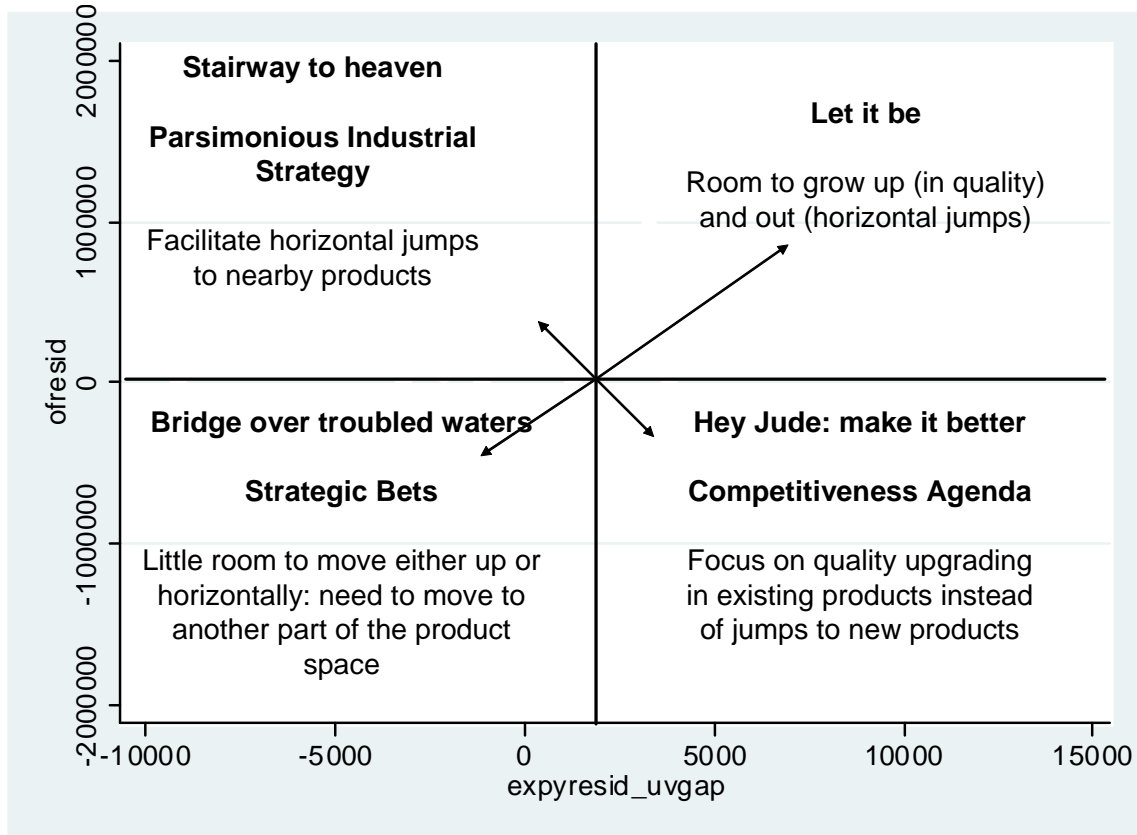 Stairway to heaven
Parsimonious Industrial
Strategy
Facilitate horizontal jumps
to nearby products
Let it be
Room to grow up (in quality)
and out (horizontal jumps)
Bridge over troubled waters
Strategic Bets
Little room to move either up or
horizontally: need to move to
another part of the product
space
Hey Jude: make it better
Competitiveness Agenda
Focus on quality upgrading
in existing products instead
of jumps to new products
ofresid
2000000
1000000
0
-1000000
-2000000
-10000
-5000
0
5000
10000
15000
expyresid_uvgap